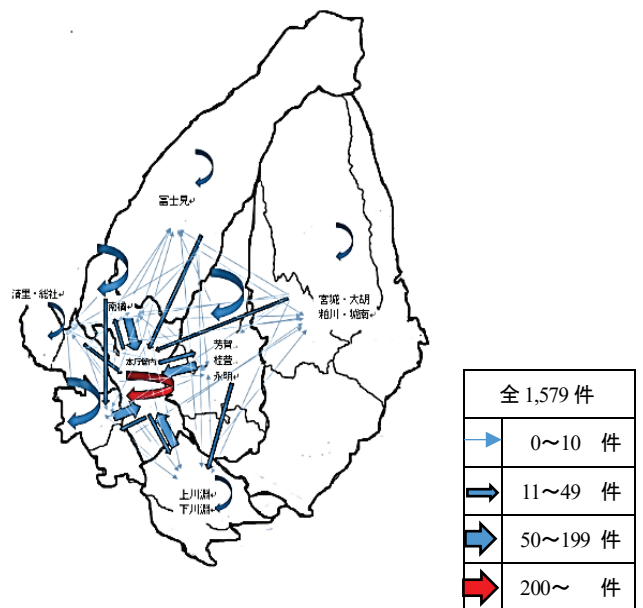 富士見
清里・総社
南橘
宮城・大胡
粕川・城南
本庁管内
芳賀
桂萱
永明
上川淵
下川淵
全 1,579 件
0～10 件
11～49 件
50～199 件
200～ 件